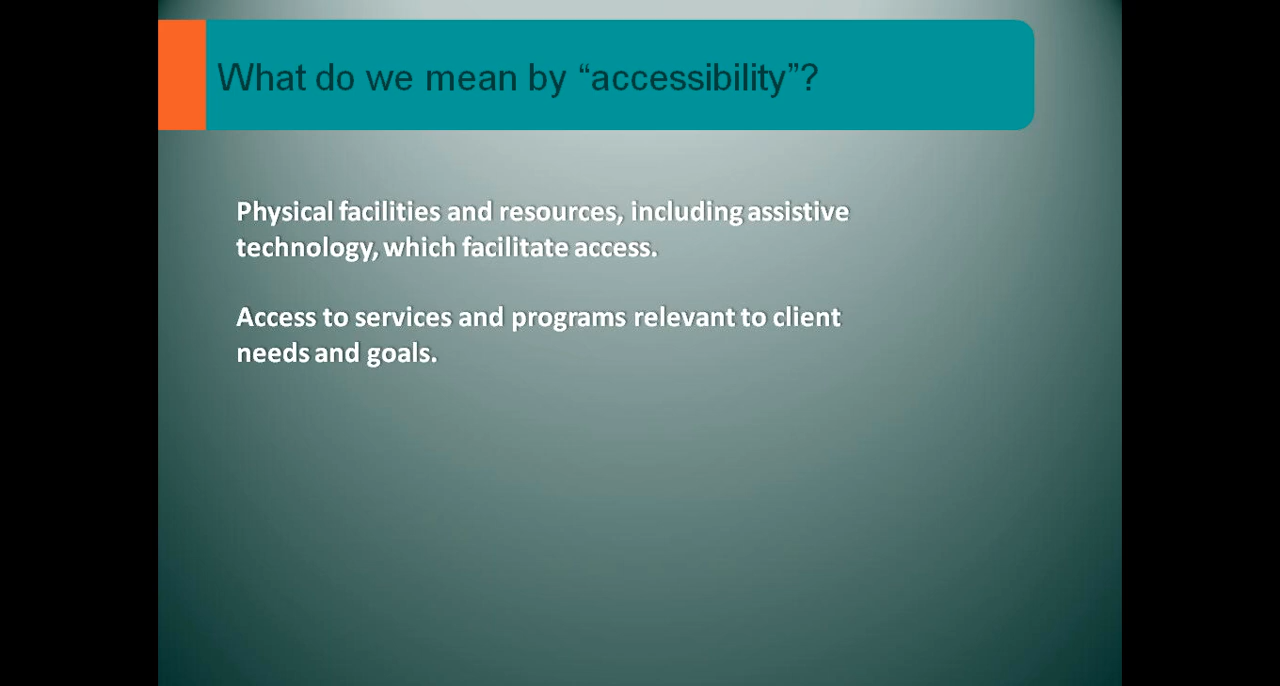 What do we mean by “accessibility”?
Physical facilities and resources, including assistive
technology, which facilitate access.
Access to services and programs relevant to client
needs and goals.